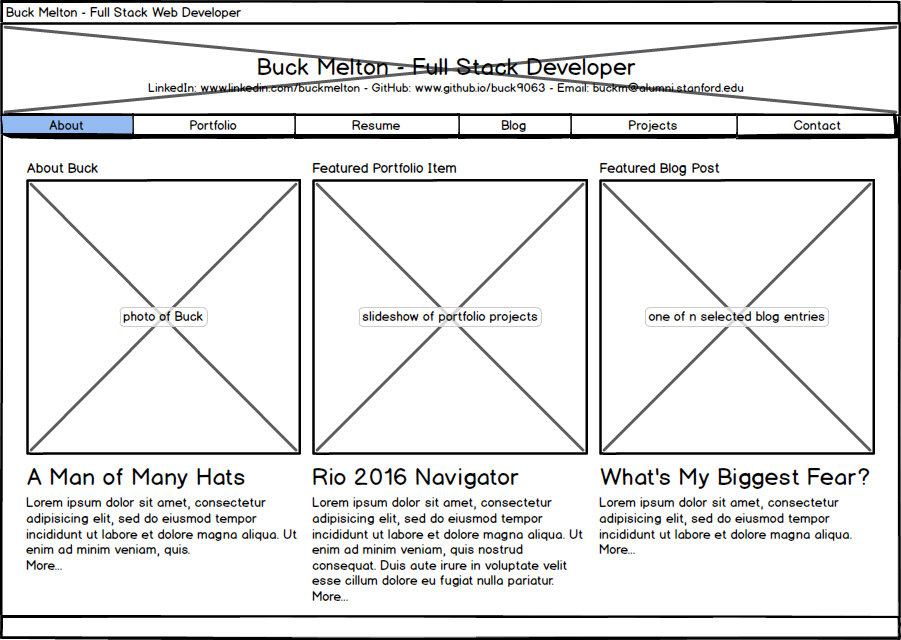 Buck Melton - Full Stack Web Developer
Buck Melton - Full Stack Developer
LinkedIn: www.linkedin.com/buckmelton - GitHub: www.github.io/buck9063 - Email: buckm@alumni.stanford.edu
About Portfolio Resume Blog Projects Contact
About Buck
photo of Buck
A Man of Many Hats
Lorem ipsum dolor sit amet, consectetur
adipisicing elit, sed do eiusmod tempor
incididunt ut labore et dolore magna aliqua. Ut
enim ad minim veniam, quis.
More...
Featured Portfolio Item
slideshow of portfolio projects
Rio 2016 Navigator
Lorem ipsum dolor sit amet, consectetur
adipisicing elit, sed do eiusmod tempor
incididunt ut labore et dolore magna aliqua. Ut
enim ad minim veniam, quis nostrud
consequat. Duis aute irure in voluptate velit
esse cillum dolore eu fugiat nulla pariatur.
More...
Featured Blog Post
one of n selected blog entries
What's My Biggest Fear?
Lorem ipsum dolor sit amet, consectetur
adipisicing elit, sed do eiusmod tempor
incididunt ut labore et dolore magna aliqua.
More...